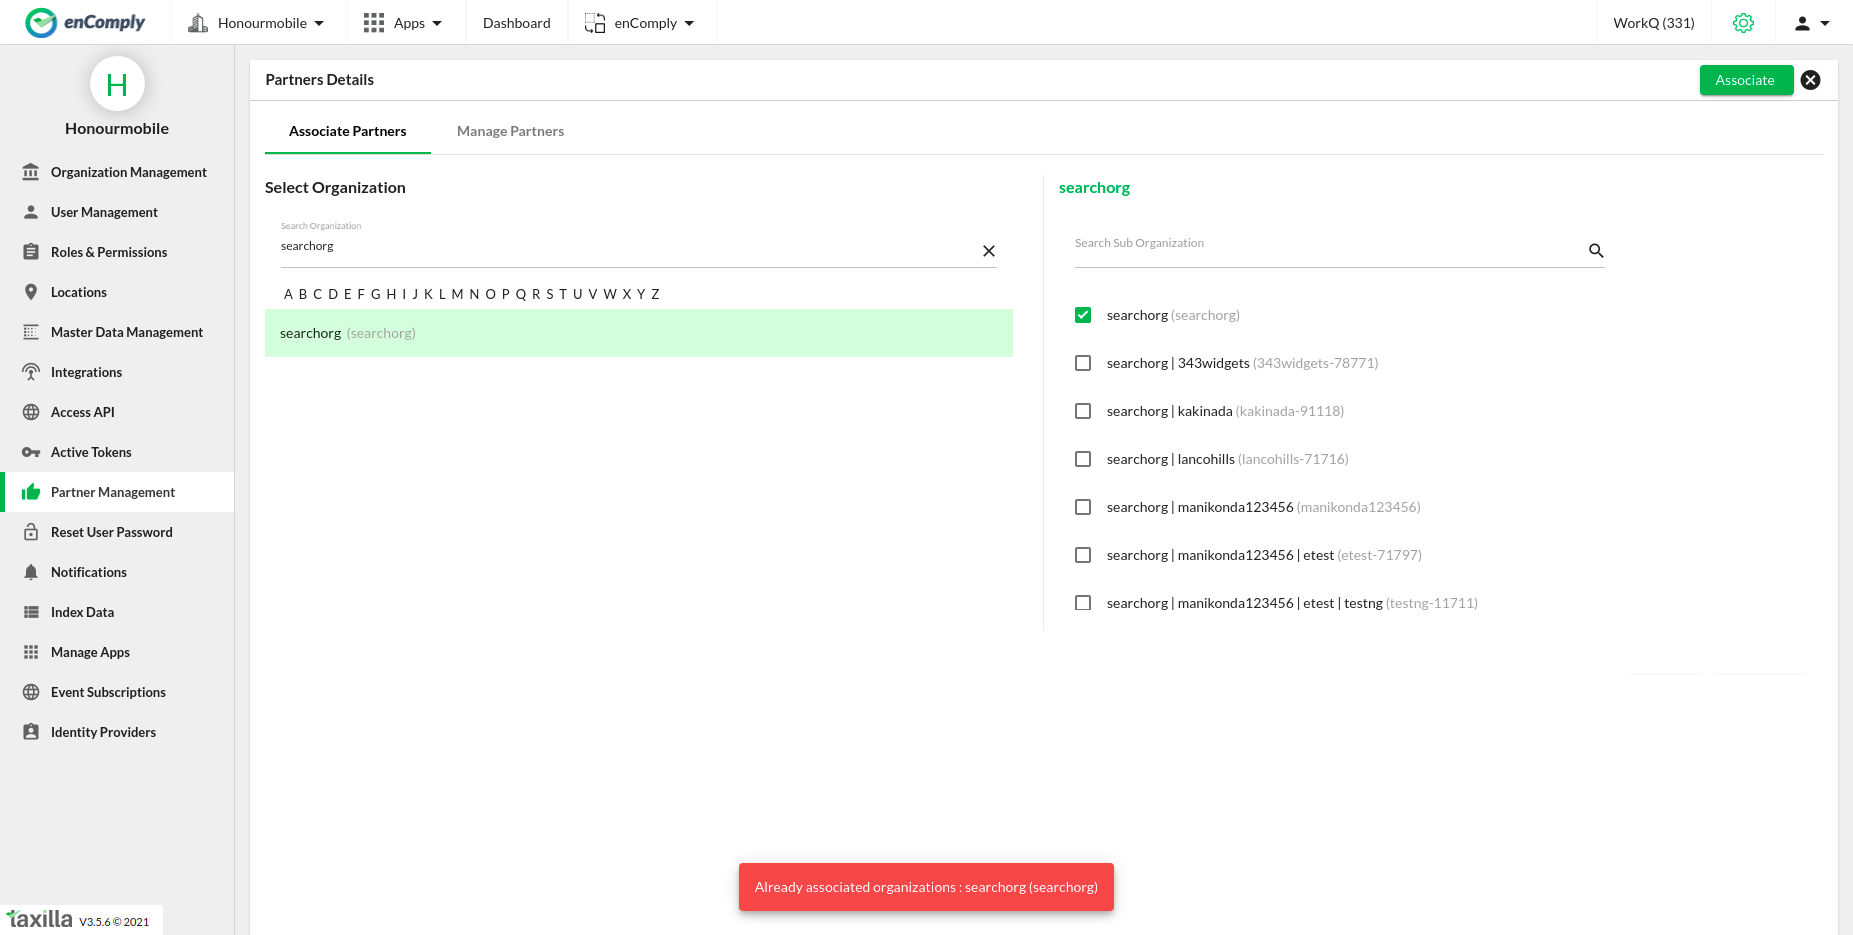 enComply
Honourmobile
Apps
Dashboard
enComply
WorkQ (331)
H
Honourmobile
Organization Management
User Management
Roles & Permissions
Locations
Master Data Management
Integrations
Access API
Active Tokens
Partner Management
Reset User Password
Notifications
Index Data
Manage Apps
Event Subscriptions
Identity Providers
taxilla V3.5.6 © 2021
Partners Details
Associate
Associate Partners
Manage Partners
Select Organization
Search Organization
searchorg
A B C D E F G H I J K L M N O P Q R S T U V W X Y Z
searchorg (searchorg)
searchorg
Search Sub Organization
searchorg (searchorg)
searchorg | 343widgets (343widgets-78771)
searchorg | kakinada (kakinada-91118)
searchorg | lancohills (lancohills-71716)
searchorg | manikonda123456 (manikonda123456)
searchorg | manikonda123456 | etest (etest-71797)
searchorg | manikonda123456 | etest | testng (testng-11711)
Already associated organizations : searchorg (searchorg)